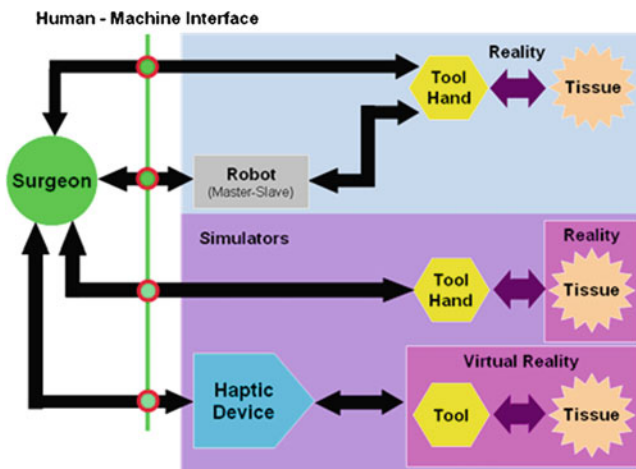 Human - Machine Interface
Reality
Tool
Hand
Tissue
Surgeon
Robot
(Master-Slave)
Simulators
Reality
Tool
Hand
Tissue
Virtual Reality
Haptic
Device
Tool
Tissue